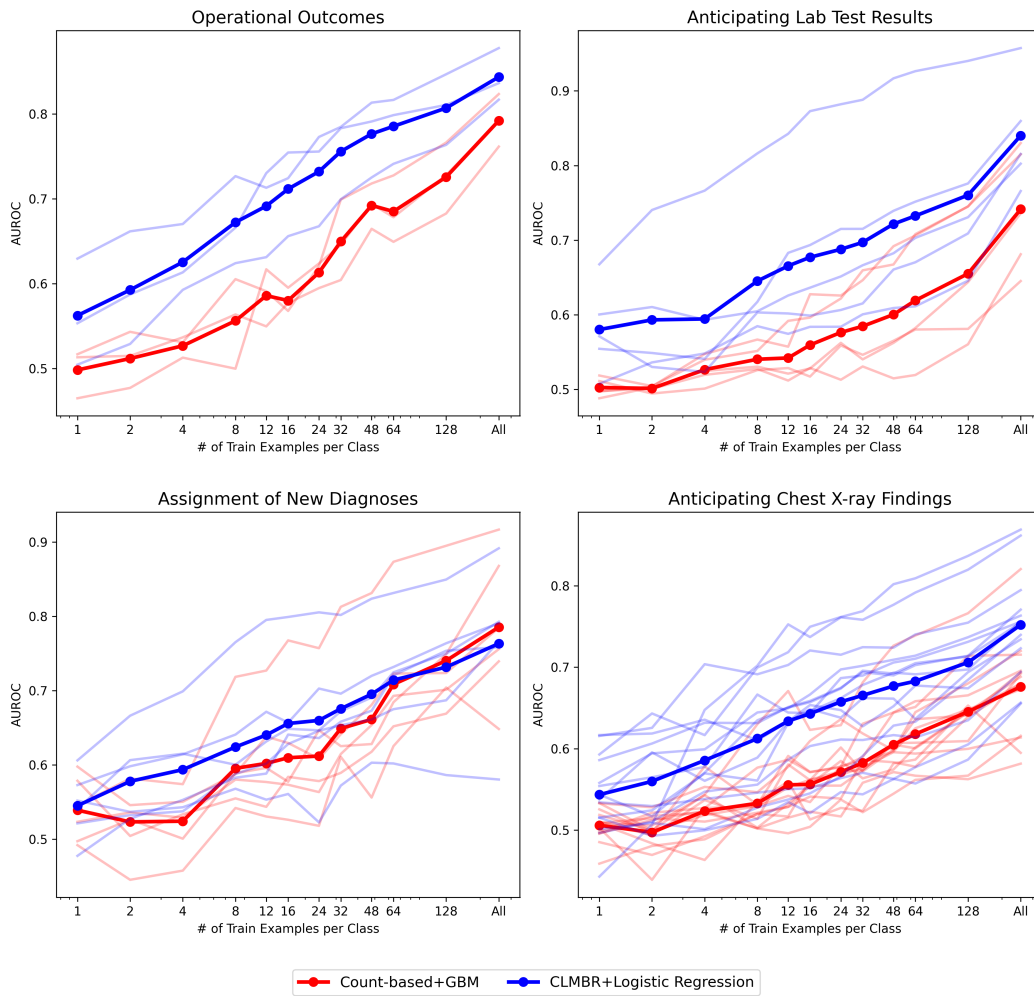 Operational Outcomes
AUROC
0.8
0.7
0.6
0.5
1 2 4 8 12 16 24 32 48 64 128 All
# of Train Examples per Class
Anticipating Lab Test Results
AUROC
0.9
0.8
0.7
0.6
0.5
1 2 4 8 12 16 24 32 48 64 128 All
# of Train Examples per Class
Assignment of New Diagnoses
AUROC
0.9
0.8
0.7
0.6
0.5
1 2 4 8 12 16 24 32 48 64 128 All
# of Train Examples per Class
Anticipating Chest X-ray Findings
AUROC
0.8
0.7
0.6
0.5
1 2 4 8 12 16 24 32 48 64 128 All
# of Train Examples per Class
Count-based+GBM CLMBR+Logistic Regression